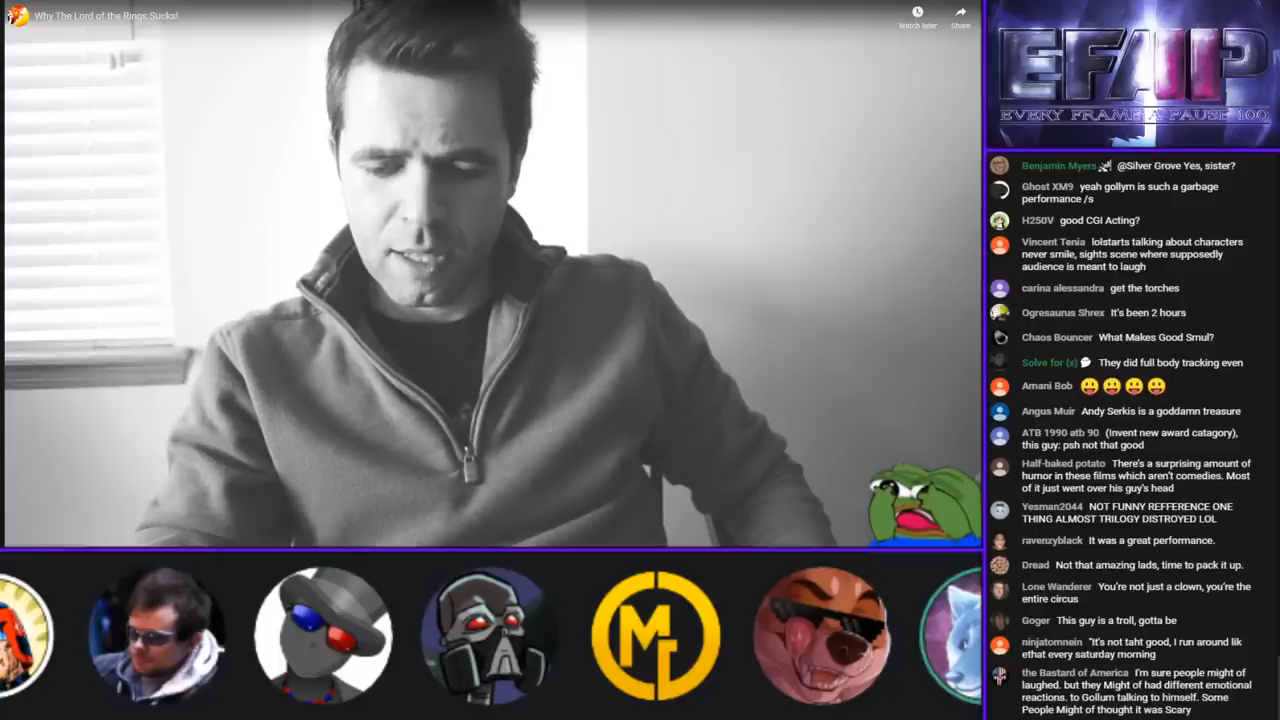 Why The Lord of the Rings Sucks!
Watch later
Share
EFAP
EVERY FRAME A PAUSE 100
Benjamin Myers @Silver Grove Yes, sister?
Ghost XM9 yeah gollym is such a garbage
performance /s
H250V good CGI Acting?
Vincent Tenia lolstarts talking about characters
never smile, sights scene where supposedly
audience is meant to laugh
carina alessandra get the torches
Ogresaurus Shrex It's been 2 hours
Chaos Bouncer What Makes Good Smul?
Solve for (x) They did full body tracking even
Amani Bob
Angus Muir Andy Serkis is a goddamn treasure
ATB 1990 atb 90 (Invent new award catagory),
this guy: psh not that good
Half-baked potato There's a surprising amount of
humor in these films which aren't comedies. Most
of it just went over his guy's head
Yesman2044 NOT FUNNY REFFERENCE ONE
THING ALMOST TRILOGY DISTROYED LOL
ravenzyblack It was a great performance.
Dread Not that amazing lads, time to pack it up.
Lone Wanderer You're not just a clown, you're the
entire circus
Goger This guy is a troll, gotta be
ninjatomnein "It's not taht good, I run around lik
ethat every saturday morning
the Bastard of America I'm sure people might of
laughed. but they Might of had different emotional
reactions. to Gollum talking to himself. Some
People Might of thought it was Scary